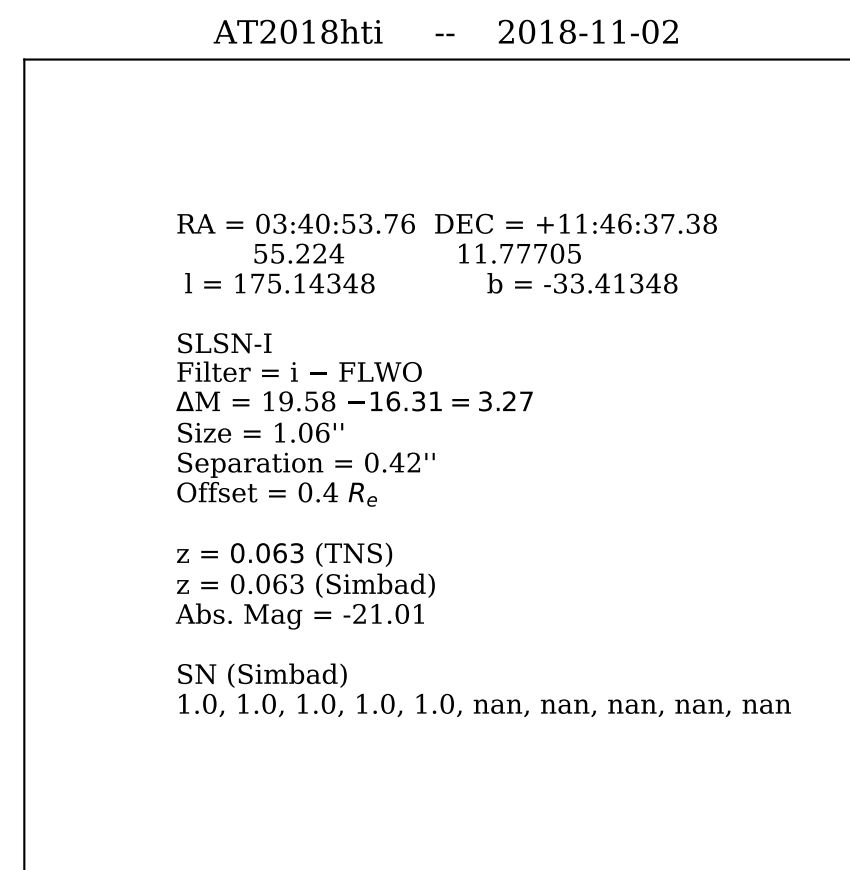 AT2018hti -- 2018-11-02
RA = 03:40:53.76 DEC = +11:46:37.38
55.224 11.77705
l = 175.14348 b = -33.41348
SLSN-I
Filter = i − FLWO
ΔM = 19.58 −16.31 = 3.27
Size = 1.06''
Separation = 0.42''
Offset = 0.4 Rₑ
z = 0.063 (TNS)
z = 0.063 (Simbad)
Abs. Mag = -21.01
SN (Simbad)
1.0, 1.0, 1.0, 1.0, 1.0, nan, nan, nan, nan, nan